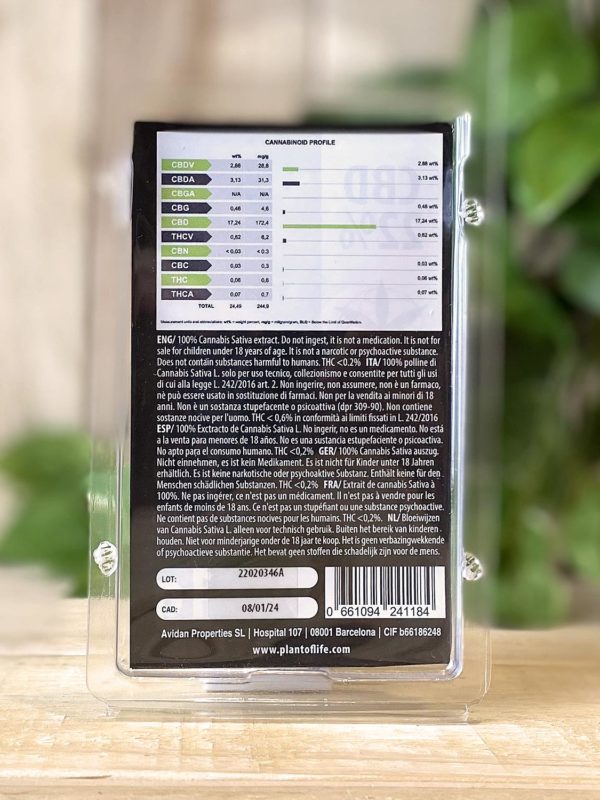 CANNABINOID PROFILE
wt% mg/g
CBDV 2,88 28,8 2,88 wt%
CBDA 3,13 31,3 3,13 wt%
CBGA N/A N/A
CBG 0,46 4,6 0,46 wt%
CBD 17,24 172,4 17,24 wt%
THCV 0,62 6,2 0,62 wt%
CBN < 0,03 < 0.3
CBC 0,03 0,3 0,03 wt%
THC 0,06 0,6 0,06 wt%
THCA 0,07 0,7 0,07 wt%
TOTAL 24,49 244,9
Measurement units and abbreviations: wt% = weight percent, mg/g = milligram/gram, BLQ = Below the Limit of Quantification.
ENG/ 100% Cannabis Sativa extract. Do not ingest, it is not a medication. It is not for
sale for children under 18 years of age. It is not a narcotic or psychoactive substance.
Does not contain substances harmful to humans. THC <0.2% ITA/ 100% polline di
Cannabis Sativa L. solo per uso tecnico, collezionismo e consentite per tutti gli usi
di cui alla legge L. 242/2016 art. 2. Non ingerire, non assumere, non è un farmaco,
nè può essere usato in sostituzione di farmaci. Non per la vendita ai minori di 18
anni. Non è un sostanza stupefacente o psicoattiva (dpr 309-90). Non contiene
sostanze nocive per l'uomo. THC < 0,6% in conformità ai limiti fissati in L. 242/2016
ESP/ 100% Exctracto de Cannabis Sativa L. No ingerir, no es un medicamento. No está
a la venta para menores de 18 años. No es una sustancia estupefaciente o psicoactiva.
No apto para el consumo humano. THC <0,2% GER/ 100% Cannabis Sativa auszug.
Nicht einnehmen, es ist kein Medikament. Es ist nicht für Kinder unter 18 Jahren
erhältlich. Es ist keine narkotische oder psychoaktive Substanz. Enthält keine für den
Menschen schädlichen Substanzen. THC <0,2% FRA/ Extrait de cannabis Sativa à
100%. Ne pas ingérer, ce n'est pas un médicament. Il n'est pas à vendre pour les
enfants de moins de 18 ans. Ce n'est pas un stupéfiant ou une substance psychoactive.
Ne contient pas de substances nocives pour les humains. THC <0,2%. NL/ Bloeiwijzen
van Cannabis Sativa L. alleen voor technisch gebruik. Buiten het bereik van kinderen
houden. Niet voor minderjarige onder de 18 jaar te koop. Het is geen verbazingwekkende
of psychoactieve substantie. Het bevat geen stoffen die schadelijk zijn voor de mens.
LOT: 22020346A
CAD: 08/01/24
0 661094 241184
Avidan Properties SL | Hospital 107 | 08001 Barcelona | CIF b66186248
www.plantoflife.com